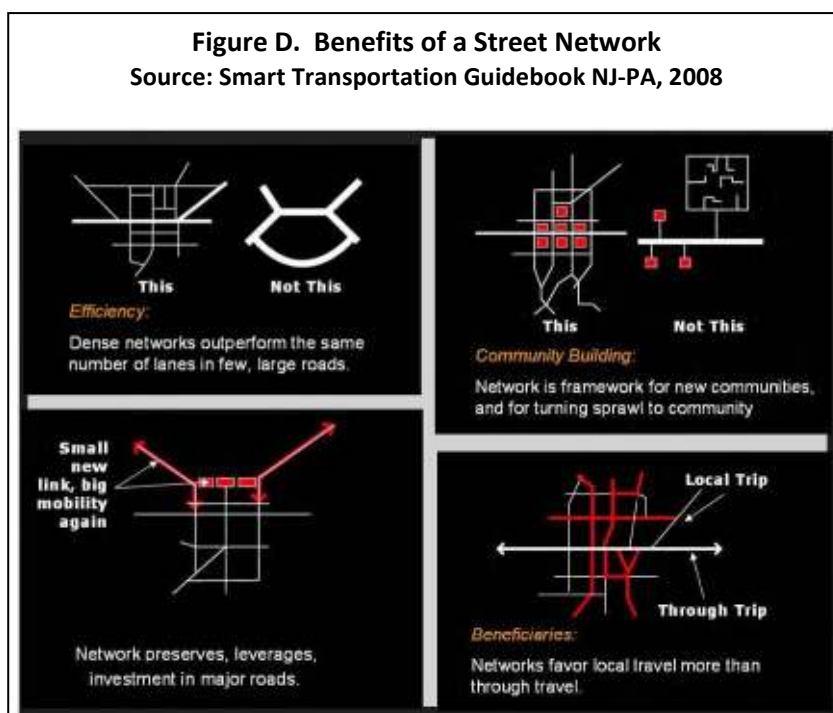 Figure D.  Benefits of a Street Network
Source: Smart Transportation Guidebook NJ-PA, 2008
This
Not This
Efficiency:
Dense networks outperform the same
number of lanes in few, large roads.
This
Not This
Community Building:
Network is framework for new communities,
and for turning sprawl to community
Small
new
link, big
mobility
again
Network preserves, leverages,
investment in major roads.
Local Trip
Through Trip
Beneficiaries:
Networks favor local travel more than
through travel.